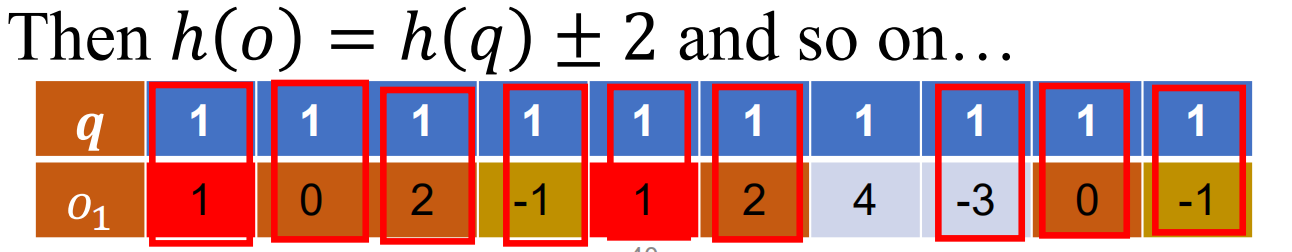 Then h(o) = h(q) ± 2 and so on…
q 1 1 1 1 1 1 1 1 1 1
o₁ 1 0 2 -1 1 2 4 -3 0 -1